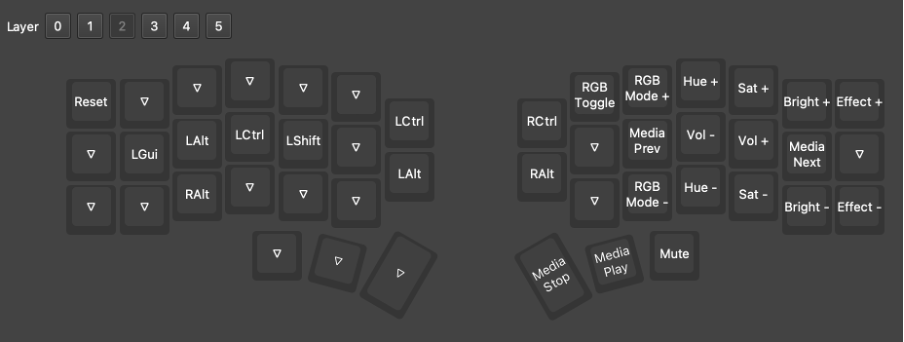 Layer 0 1 2 3 4 5
Reset ▽ ▽ ▽ ▽ ▽ LCtrl RCtrl RGB Toggle RGB Mode + Hue + Sat + Bright + Effect +
▽ LGui LAlt LCtrl LShift ▽ LAlt RAlt ▽ Media Prev Vol - Vol + Media Next ▽
▽ ▽ RAlt ▽ ▽ ▽ ▽ RGB Mode - Hue - Sat - Bright - Effect -
▽ ▽ ▽ Media Stop Media Play Mute